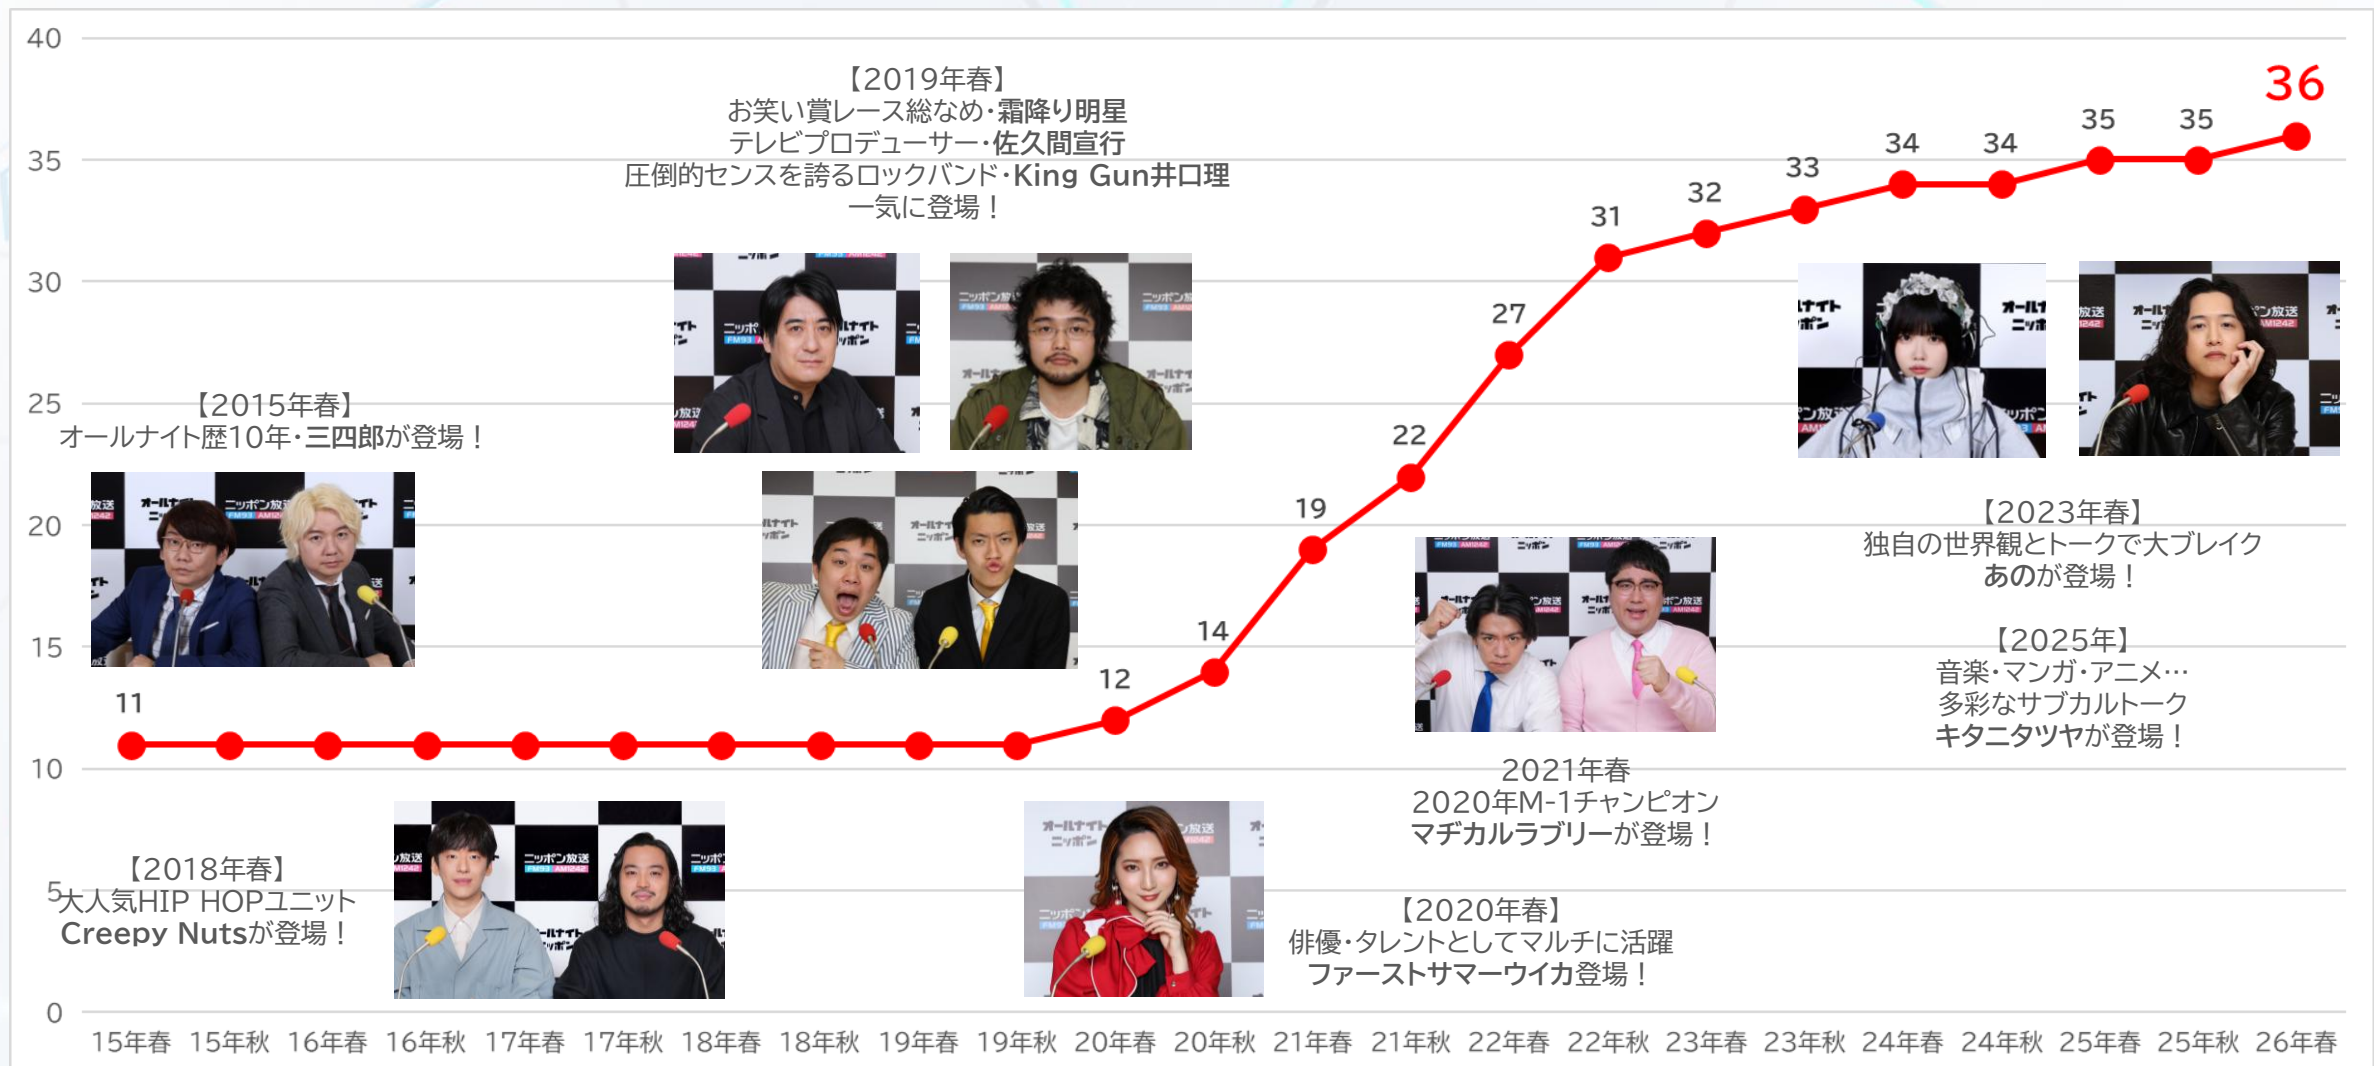 40
35
30
25
20
15
10
5
0
【2019年春】
お笑い賞レース総なめ・霜降り明星
テレビプロデューサー・佐久間宣行
圧倒的センスを誇るロックバンド・King Gun井口理
一気に登場！
【2015年春】
オールナイト歴10年・三四郎が登場！
【2018年春】
大人気HIP HOPユニット
Creepy Nutsが登場！
【2020年春】
俳優・タレントとしてマルチに活躍
ファーストサマーウイカ登場！
2021年春
2020年M-1チャンピオン
マヂカルラブリーが登場！
【2023年春】
独自の世界観とトークで大ブレイク
あのが登場！
【2025年】
音楽・マンガ・アニメ…
多彩なサブカルトーク
キタニタツヤが登場！
11
12
14
19
22
27
31
32
33
34
34
35
35
36
オールナイト
ニッポン
ニッポン放送
FM93 AM1242
15年春 15年秋 16年春 16年秋 17年春 17年秋 18年春 18年秋 19年春 19年秋 20年春 20年秋 21年春 21年秋 22年春 22年秋 23年春 23年秋 24年春 24年秋 25年春 25年秋 26年春